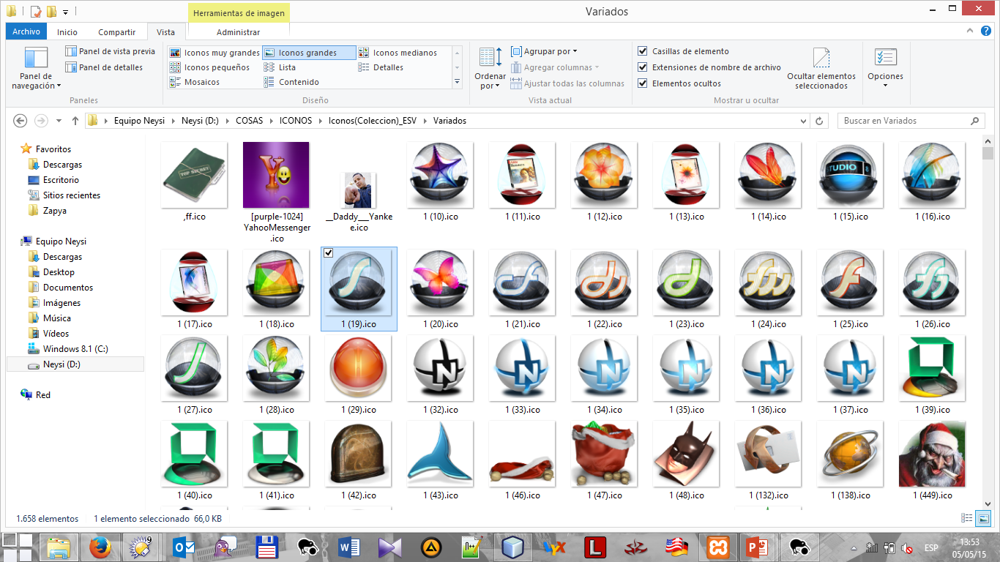 Herramientas de imagen
Variados
Archivo
Inicio
Compartir
Vista
Administrar
Panel de navegación
Panel de vista previa
Panel de detalles
Paneles
Iconos muy grandes
Iconos grandes
Iconos medianos
Iconos pequeños
Lista
Detalles
Mosaicos
Contenido
Diseño
Ordenar por
Agrupar por
Agregar columnas
Ajustar todas las columnas
Vista actual
Casillas de elemento
Extensiones de nombre de archivo
Elementos ocultos
Ocultar elementos seleccionados
Mostrar u ocultar
Opciones
Equipo Neysi
Neysi (D:)
COSAS
ICONOS
Iconos(Coleccion)_ESV
Variados
Buscar en Variados
Favoritos
Descargas
Escritorio
Sitios recientes
Zapya
Equipo Neysi
Descargas
Desktop
Documentos
Imágenes
Música
Vídeos
Windows 8.1 (C:)
Neysi (D:)
Red
TOP SECRET
STUDIO 8
,ff.ico
[purple-1024]
YahooMessenger
.ico
__Daddy___Yanke
e.ico
1 (10).ico
1 (11).ico
1 (12).ico
1 (13).ico
1 (14).ico
1 (15).ico
1 (16).ico
1 (17).ico
1 (18).ico
1 (19).ico
1 (20).ico
1 (21).ico
1 (22).ico
1 (23).ico
1 (24).ico
1 (25).ico
1 (26).ico
1 (27).ico
1 (28).ico
1 (29).ico
1 (32).ico
1 (33).ico
1 (34).ico
1 (35).ico
1 (36).ico
1 (37).ico
1 (39).ico
1 (40).ico
1 (41).ico
1 (42).ico
1 (43).ico
1 (46).ico
1 (47).ico
1 (48).ico
1 (132).ico
1 (138).ico
1 (449).ico
1.658 elementos
1 elemento seleccionado 66,0 KB
ESP
13:53
05/05/15